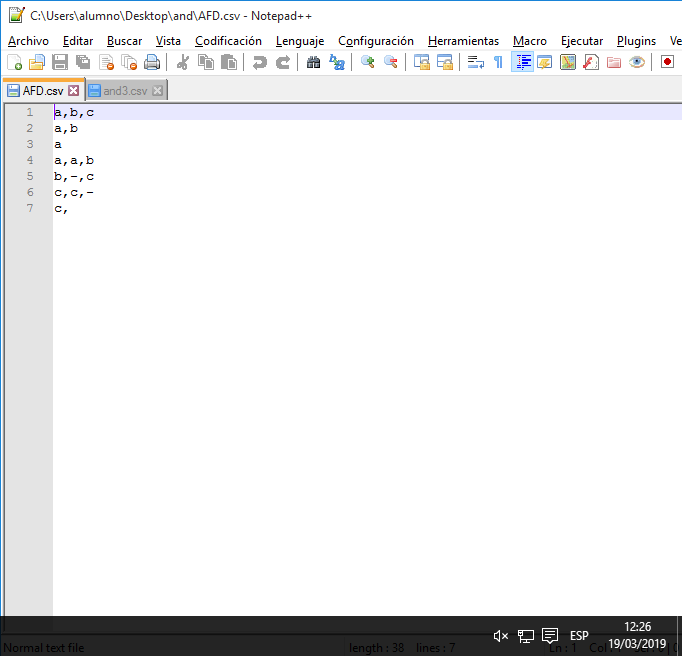 C:\Users\alumno\Desktop\and\AFD.csv - Notepad++
Archivo Editar Buscar Vista Codificación Lenguaje Configuración Herramientas Macro Ejecutar Plugins Ve
AFD.csv and3.csv
1 a,b,c
2 a,b
3 a
4 a,a,b
5 b,-,c
6 c,c,-
7 c,
ESP
12:26
19/03/2019
Normal text file length : 38 lines : 7 Ln : 1